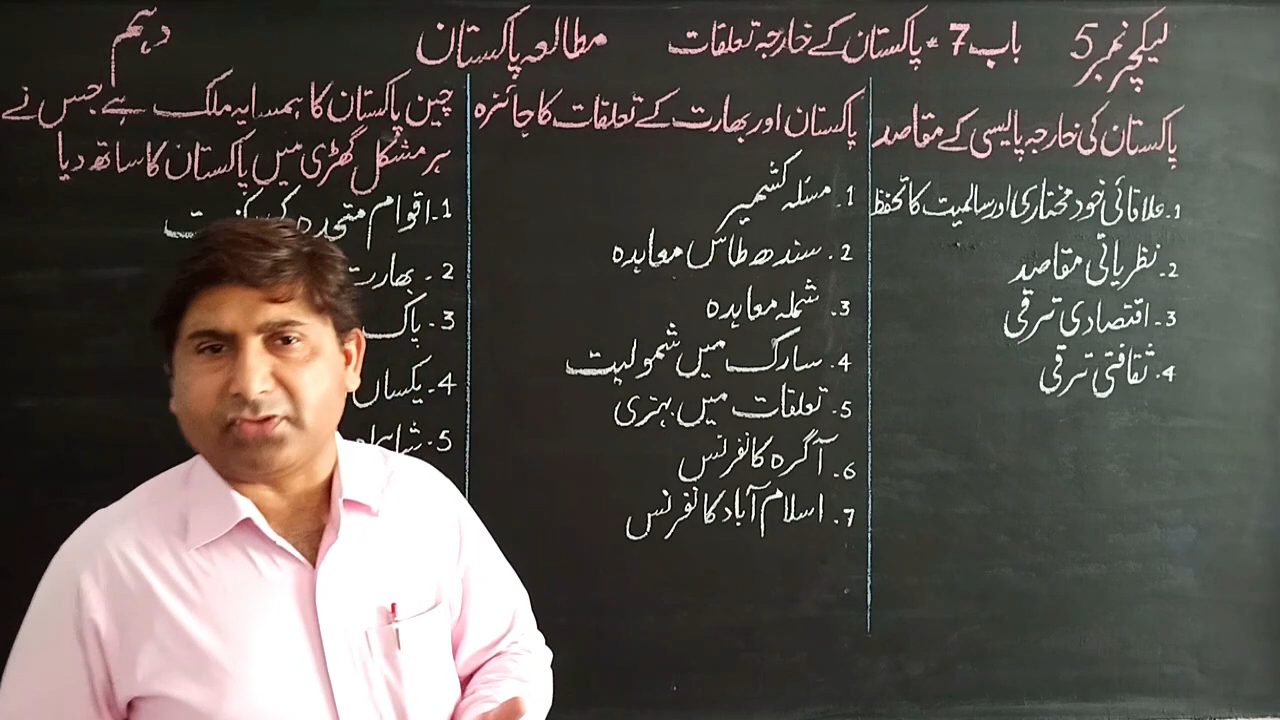 لیکچر نمبر 5 باب 7 - پاکستان کے خارجہ تعلقات مطالعہ پاکستان دہم
پاکستان کی خارجہ پالیسی کے مقاصد
1- علاقائی خود مختاری اور سالمیت کا تحفظ
2- نظریاتی مقاصد
3- اقتصادی ترقی
4- ثقافتی ترقی
پاکستان اور بھارت کے تعلقات کا جائزہ
1- مسئلہ کشمیر
2- سندھ طاس معاہدہ
3- شملہ معاہدہ
4- سارک میں شمولیت
5- تعلقات میں بہتری
6- آگرہ کانفرنس
7- اسلام آباد کانفرنس
چین پاکستان کا ہمسایہ ملک ہے جس نے
ہر مشکل گھڑی میں پاکستان کا ساتھ دیا
1- اقوام متحدہ کی
2- بھارت
3- پاک
4- یکساں
5-